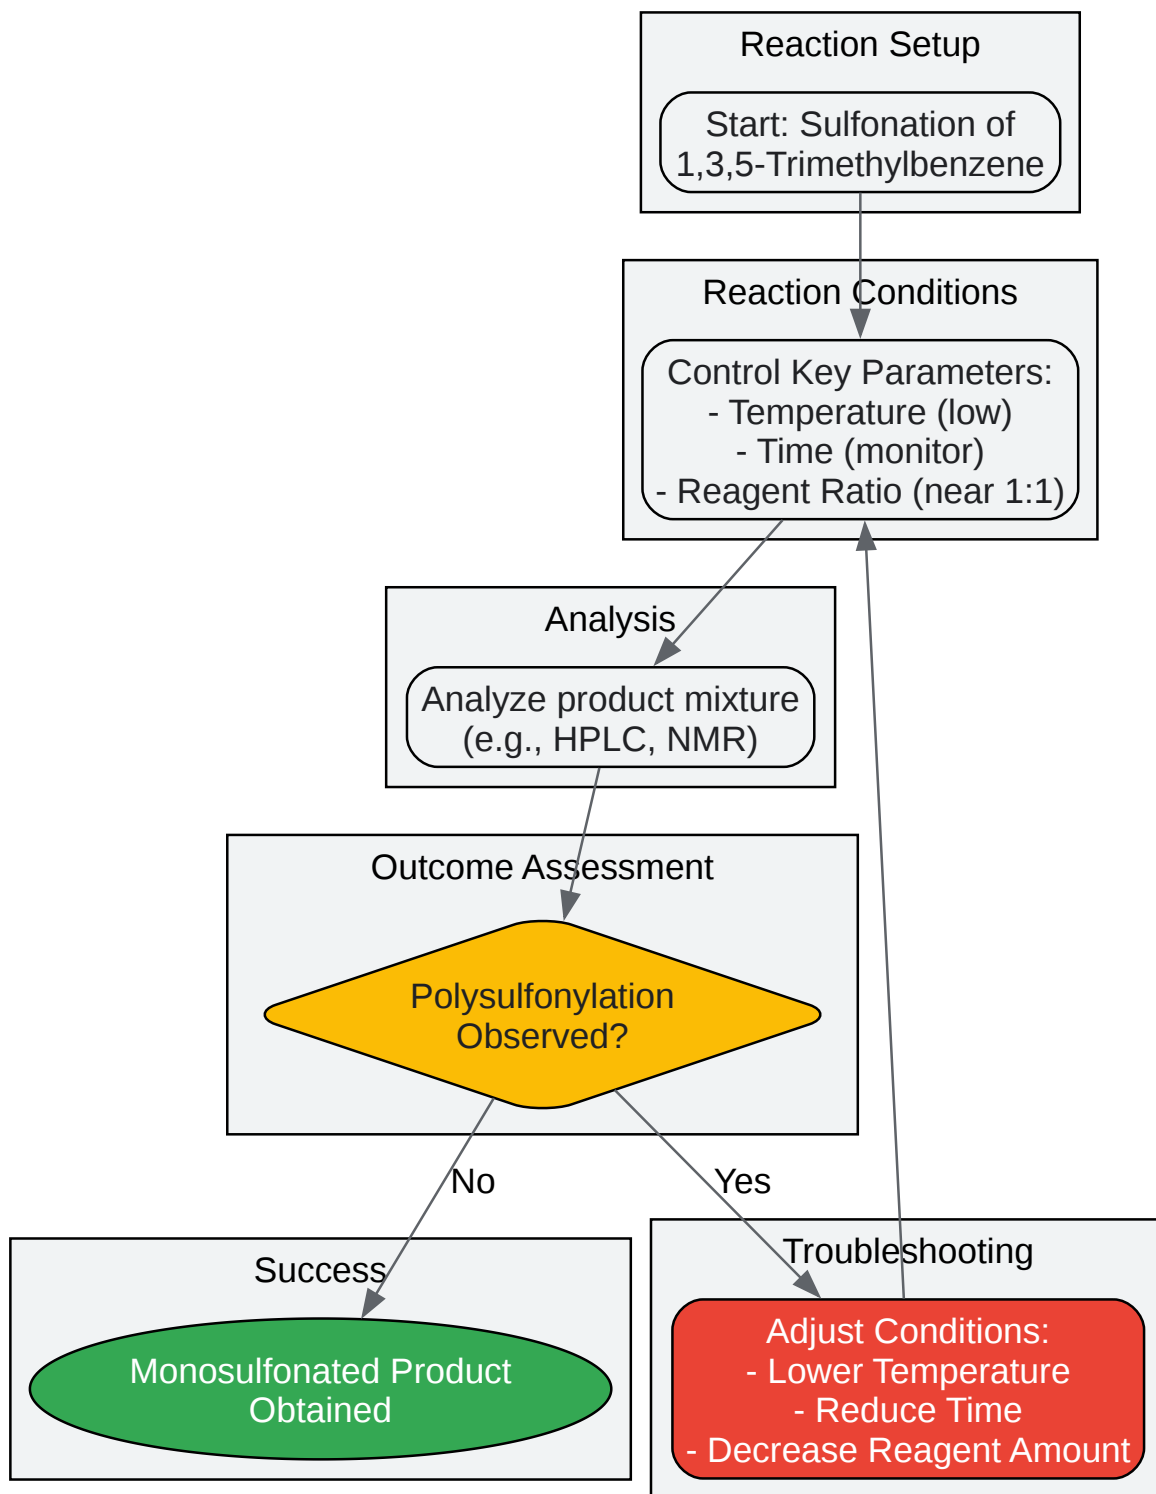 Reaction Setup
Start: Sulfonation of
1,3,5-Trimethylbenzene
Reaction Conditions
Control Key Parameters:
- Temperature (low)
- Time (monitor)
- Reagent Ratio (near 1:1)
Analysis
Analyze product mixture
(e.g., HPLC, NMR)
Outcome Assessment
Polysulfonylation
Observed?
No
Yes
Success
Monosulfonated Product
Obtained
Troubleshooting
Adjust Conditions:
- Lower Temperature
- Reduce Time
- Decrease Reagent Amount